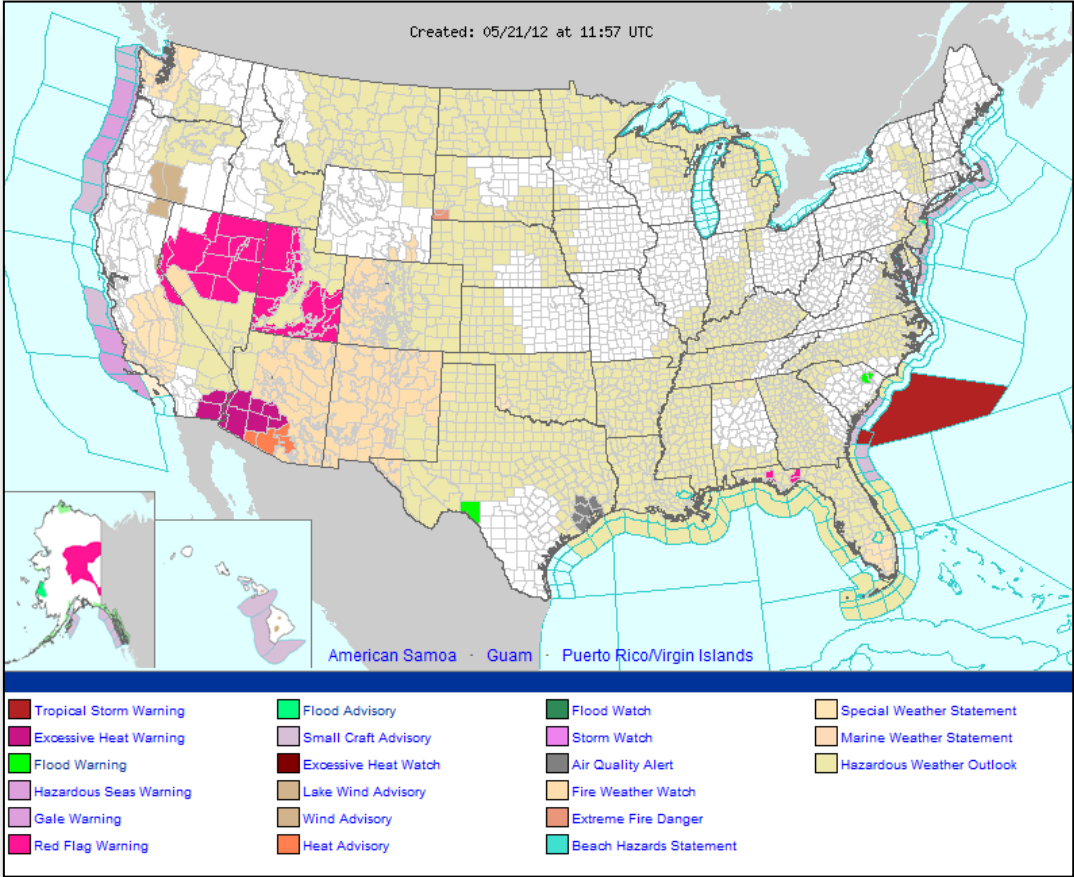 Created: 05/21/12 at 11:57 UTC
American Samoa - Guam - Puerto Rico/Virgin Islands
Tropical Storm Warning
Excessive Heat Warning
Flood Warning
Hazardous Seas Warning
Gale Warning
Red Flag Warning
Flood Advisory
Small Craft Advisory
Excessive Heat Watch
Lake Wind Advisory
Wind Advisory
Heat Advisory
Flood Watch
Storm Watch
Air Quality Alert
Fire Weather Watch
Extreme Fire Danger
Beach Hazards Statement
Special Weather Statement
Marine Weather Statement
Hazardous Weather Outlook